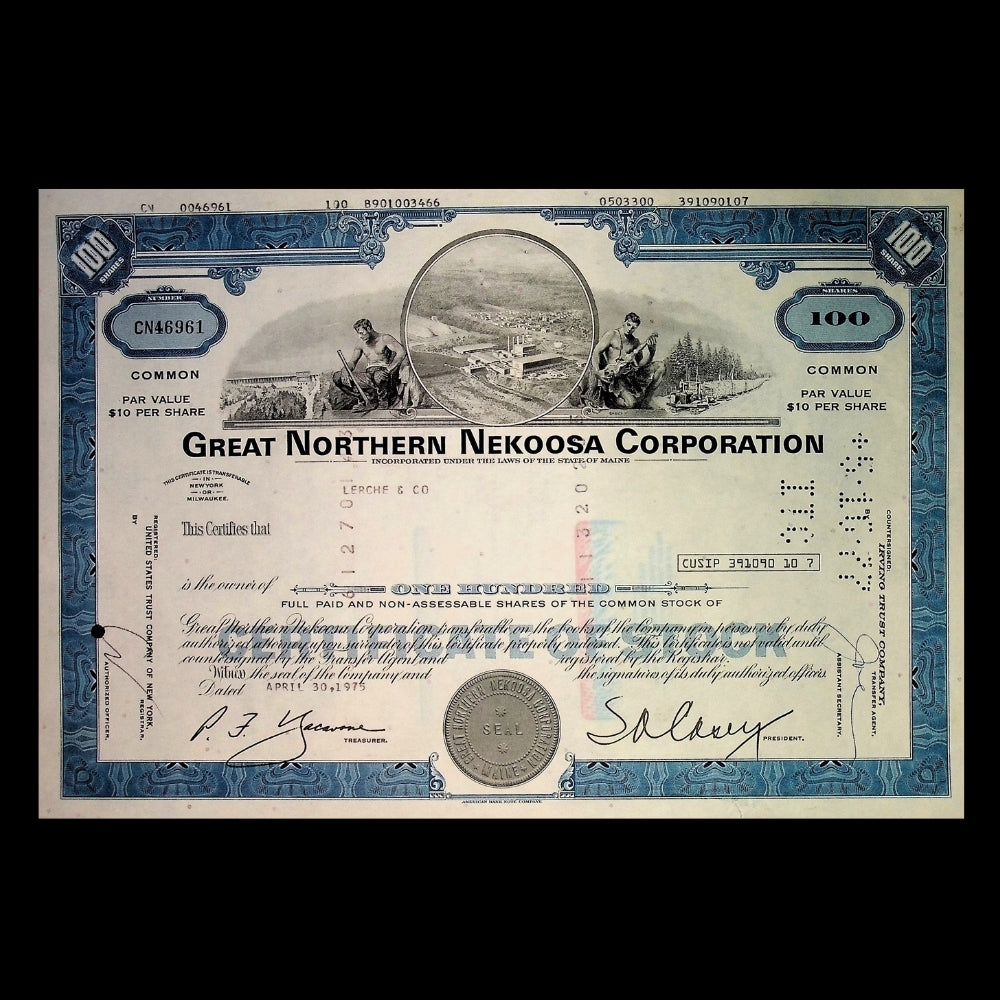 CN 0046961 100 8901003466 0503300 391090107
100 SHARES
100 SHARES
NUMBER
CN46961
SHARES
100
COMMON
PAR VALUE
$10 PER SHARE
COMMON
PAR VALUE
$10 PER SHARE
GREAT NORTHERN NEKOOSA CORPORATION
INCORPORATED UNDER THE LAWS OF THE STATE OF MAINE
THIS CERTIFICATE IS TRANSFERABLE
IN
NEW YORK
OR
MILWAUKEE.
LERCHE & CO
This Certifies that
CUSIP 391090 10 7
is the owner of ONE HUNDRED
FULL PAID AND NON-ASSESSABLE SHARES OF THE COMMON STOCK OF
CERTIFICATE OF STOCK
Great Northern Nekoosa Corporation, transferable on the books of the Company in person or by duly
authorized attorney upon surrender of this certificate properly endorsed. This certificate is not valid until
countersigned by the Transfer Agent and registered by the Registrar.
Witness the seal of the Company and the signatures of its duly authorized officers.
Dated APRIL 30, 1975
TREASURER.
GREAT NORTHERN NEKOOSA CORPORATION
SEAL
MAINE
PRESIDENT.
REGISTERED:
UNITED STATES TRUST COMPANY OF NEW YORK,
REGISTRAR,
BY
AUTHORIZED OFFICER.
COUNTERSIGNED:
IRVING TRUST COMPANY,
TRANSFER AGENT,
BY
ASSISTANT SECRETARY.
AMERICAN BANK NOTE COMPANY.